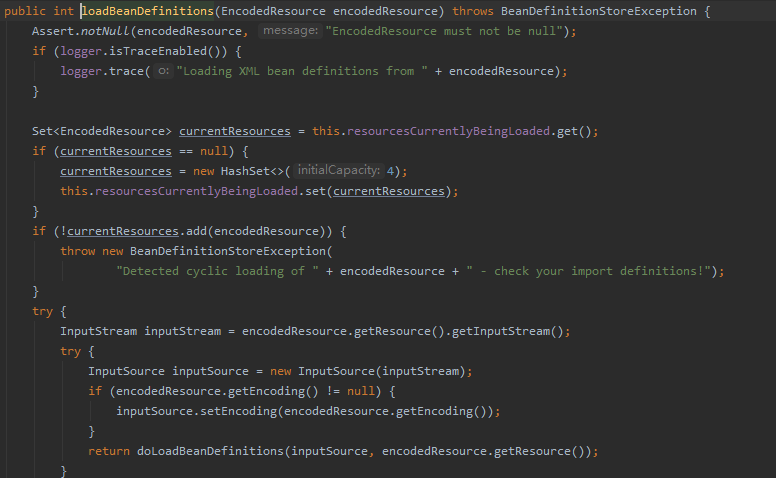 public int loadBeanDefinitions(EncodedResource encodedResource) throws BeanDefinitionStoreException {
    Assert.notNull(encodedResource, message: "EncodedResource must not be null");
    if (logger.isTraceEnabled()) {
        logger.trace( o: "Loading XML bean definitions from " + encodedResource);
    }

    Set<EncodedResource> currentResources = this.resourcesCurrentlyBeingLoaded.get();
    if (currentResources == null) {
        currentResources = new HashSet<>( initialCapacity: 4);
        this.resourcesCurrentlyBeingLoaded.set(currentResources);
    }
    if (!currentResources.add(encodedResource)) {
        throw new BeanDefinitionStoreException(
                "Detected cyclic loading of " + encodedResource + " - check your import definitions!");
    }
    try {
        InputStream inputStream = encodedResource.getResource().getInputStream();
        try {
            InputSource inputSource = new InputSource(inputStream);
            if (encodedResource.getEncoding() != null) {
                inputSource.setEncoding(encodedResource.getEncoding());
            }
            return doLoadBeanDefinitions(inputSource, encodedResource.getResource());
        }